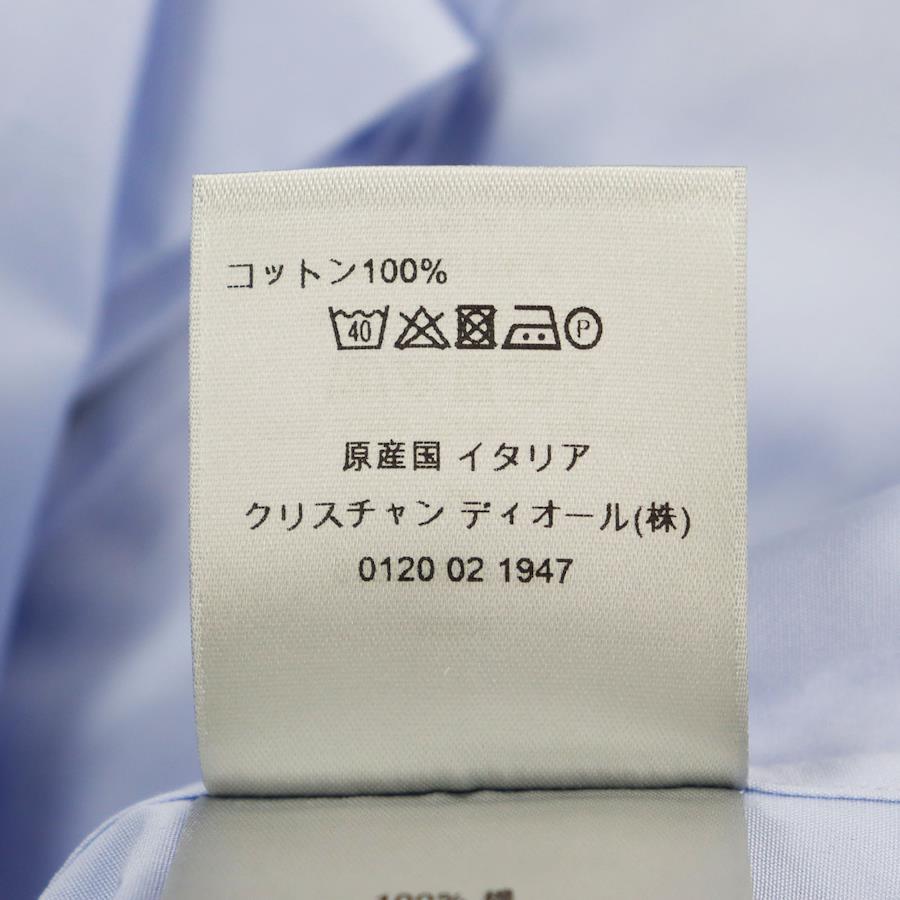 コットン100%
40 P
原産国 イタリア
クリスチャン ディオール(株)
0120 02 1947